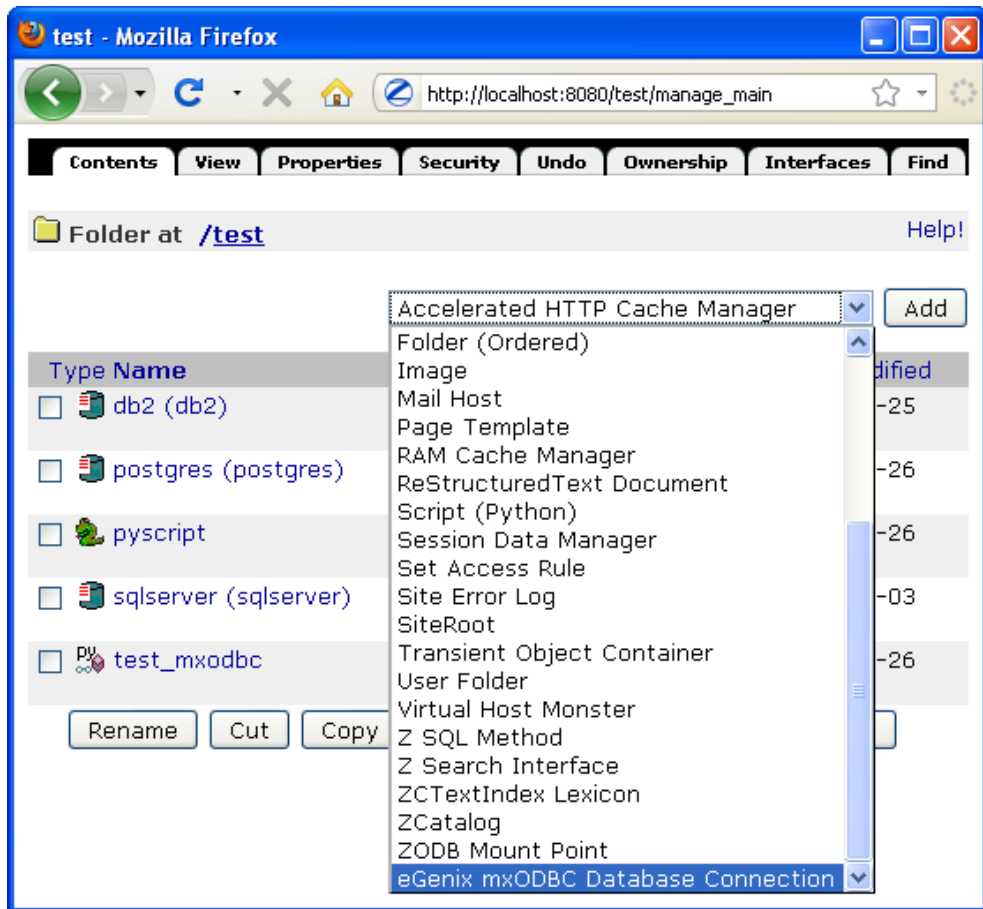 test - Mozilla Firefox
http://localhost:8080/test/manage_main
Contents View Properties Security Undo Ownership Interfaces Find
Folder at /test Help!
Accelerated HTTP Cache Manager Add
Folder (Ordered)
Image
Mail Host
Page Template
RAM Cache Manager
ReStructuredText Document
Script (Python)
Session Data Manager
Set Access Rule
Site Error Log
SiteRoot
Transient Object Container
User Folder
Virtual Host Monster
Z SQL Method
Z Search Interface
ZCTextIndex Lexicon
ZCatalog
ZODB Mount Point
eGenix mxODBC Database Connection
Type Name dified
db2 (db2) -25
postgres (postgres) -26
pyscript -26
sqlserver (sqlserver) -03
py test_mxodbc -26
Rename Cut Copy